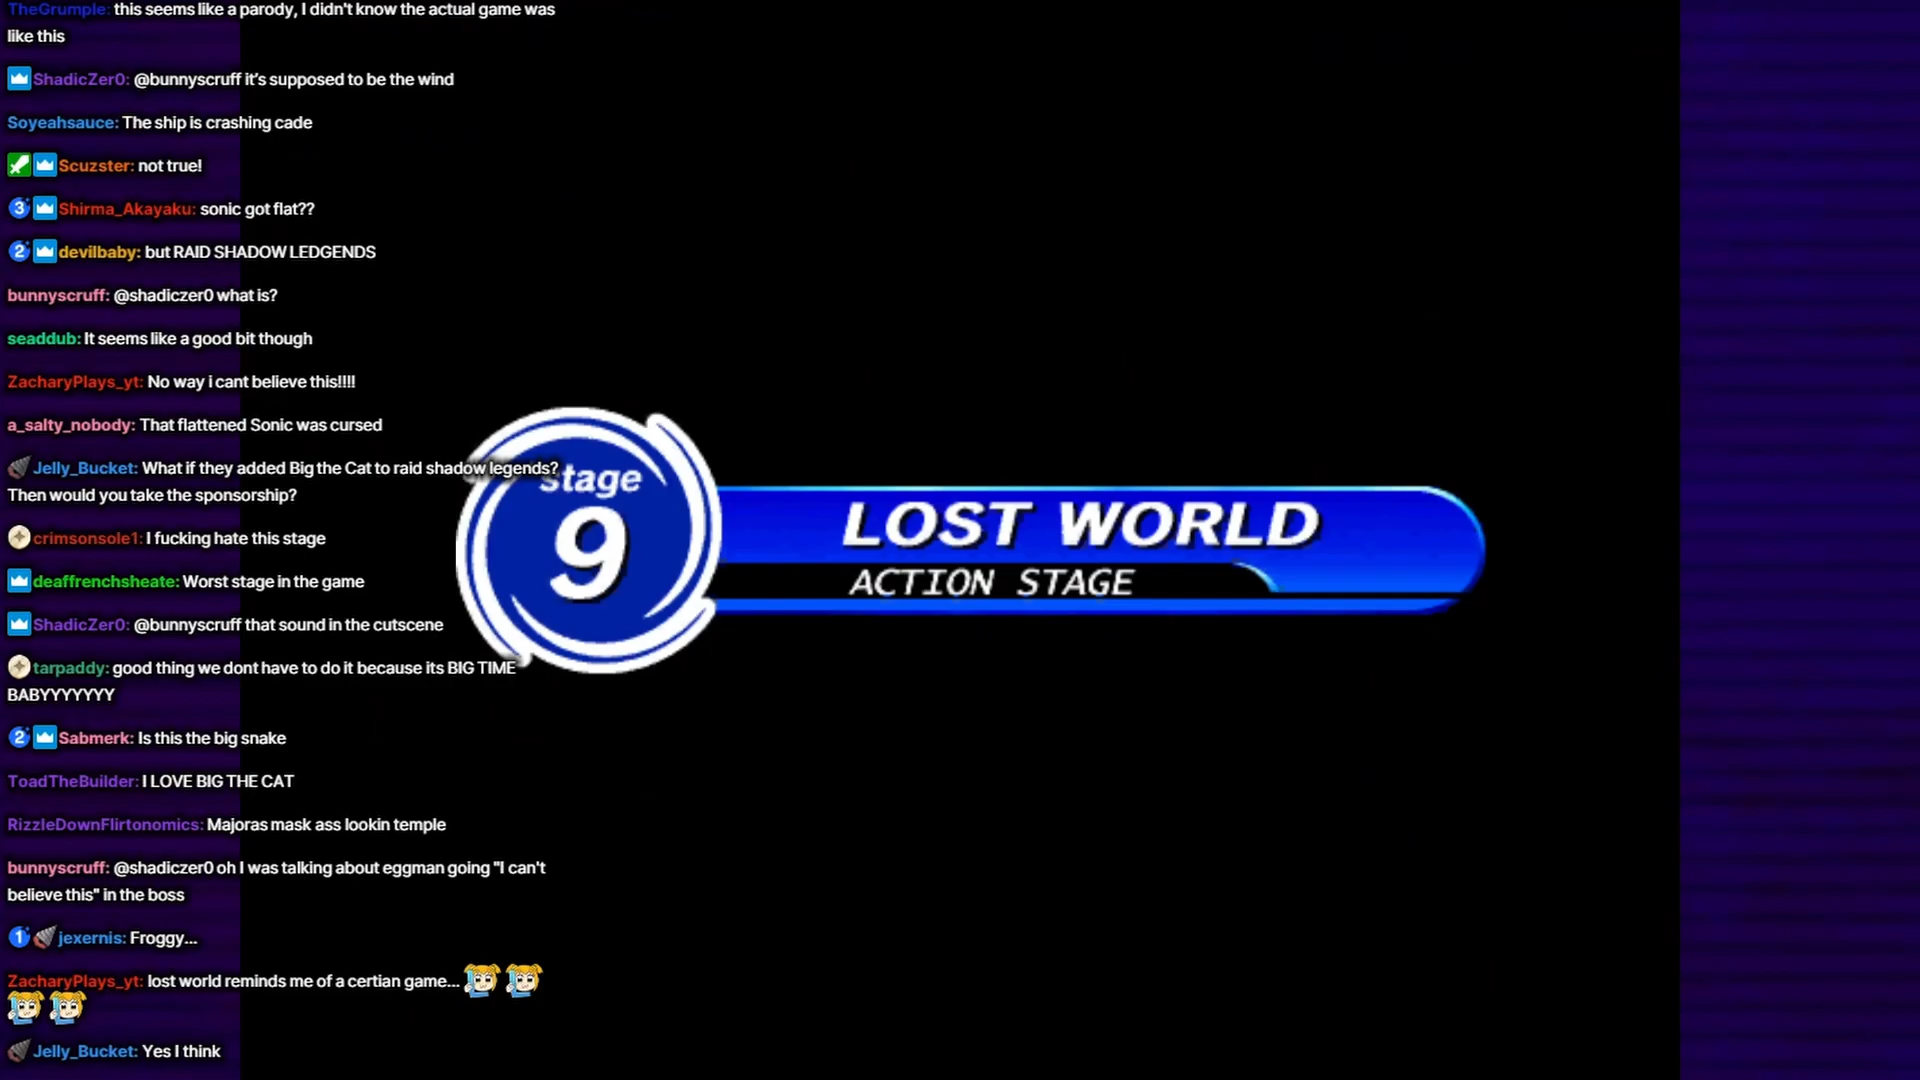 TheGrumple: this seems like a parody, I didn't know the actual game was
like this
ShadicZer0: @bunnyscruff it's supposed to be the wind
Soyeahsauce: The ship is crashing cade
Scuzster: not true!
3 Shirma_Akayaku: sonic got flat??
2 devilbaby: but RAID SHADOW LEDGENDS
bunnyscruff: @shadiczer0 what is?
seaddub: It seems like a good bit though
ZacharyPlays_yt: No way i cant believe this!!!!
a_salty_nobody: That flattened Sonic was cursed
Jelly_Bucket: What if they added Big the Cat to raid shadow legends?
Then would you take the sponsorship?
crimsonsole1: I fucking hate this stage
deaffrenchsheate: Worst stage in the game
ShadicZer0: @bunnyscruff that sound in the cutscene
tarpaddy: good thing we dont have to do it because its BIG TIME
BABYYYYYYY
2 Sabmerk: Is this the big snake
ToadTheBuilder: I LOVE BIG THE CAT
RizzleDownFlirtonomics: Majoras mask ass lookin temple
bunnyscruff: @shadiczer0 oh I was talking about eggman going "I can't
believe this" in the boss
1 jexernis: Froggy...
ZacharyPlays_yt: lost world reminds me of a certian game...
Jelly_Bucket: Yes I think
stage
9
LOST WORLD
ACTION STAGE